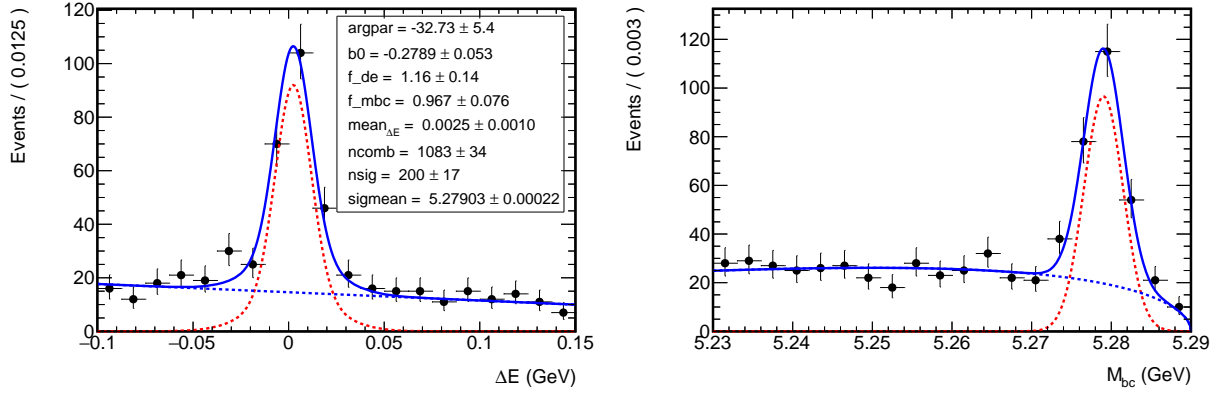 Events / ( 0.0125 )
120
100
80
60
40
20
0
−0.1
−0.05
0
0.05
0.1
0.15
ΔE (GeV)
argpar = -32.73 ± 5.4
b0 = -0.2789 ± 0.053
f_de = 1.16 ± 0.14
f_mbc = 0.967 ± 0.076
mean_ΔE = 0.0025 ± 0.0010
ncomb = 1083 ± 34
nsig = 200 ± 17
sigmean = 5.27903 ± 0.00022
Events / ( 0.003 )
120
100
80
60
40
20
0
5.23
5.24
5.25
5.26
5.27
5.28
5.29
M_bc (GeV)